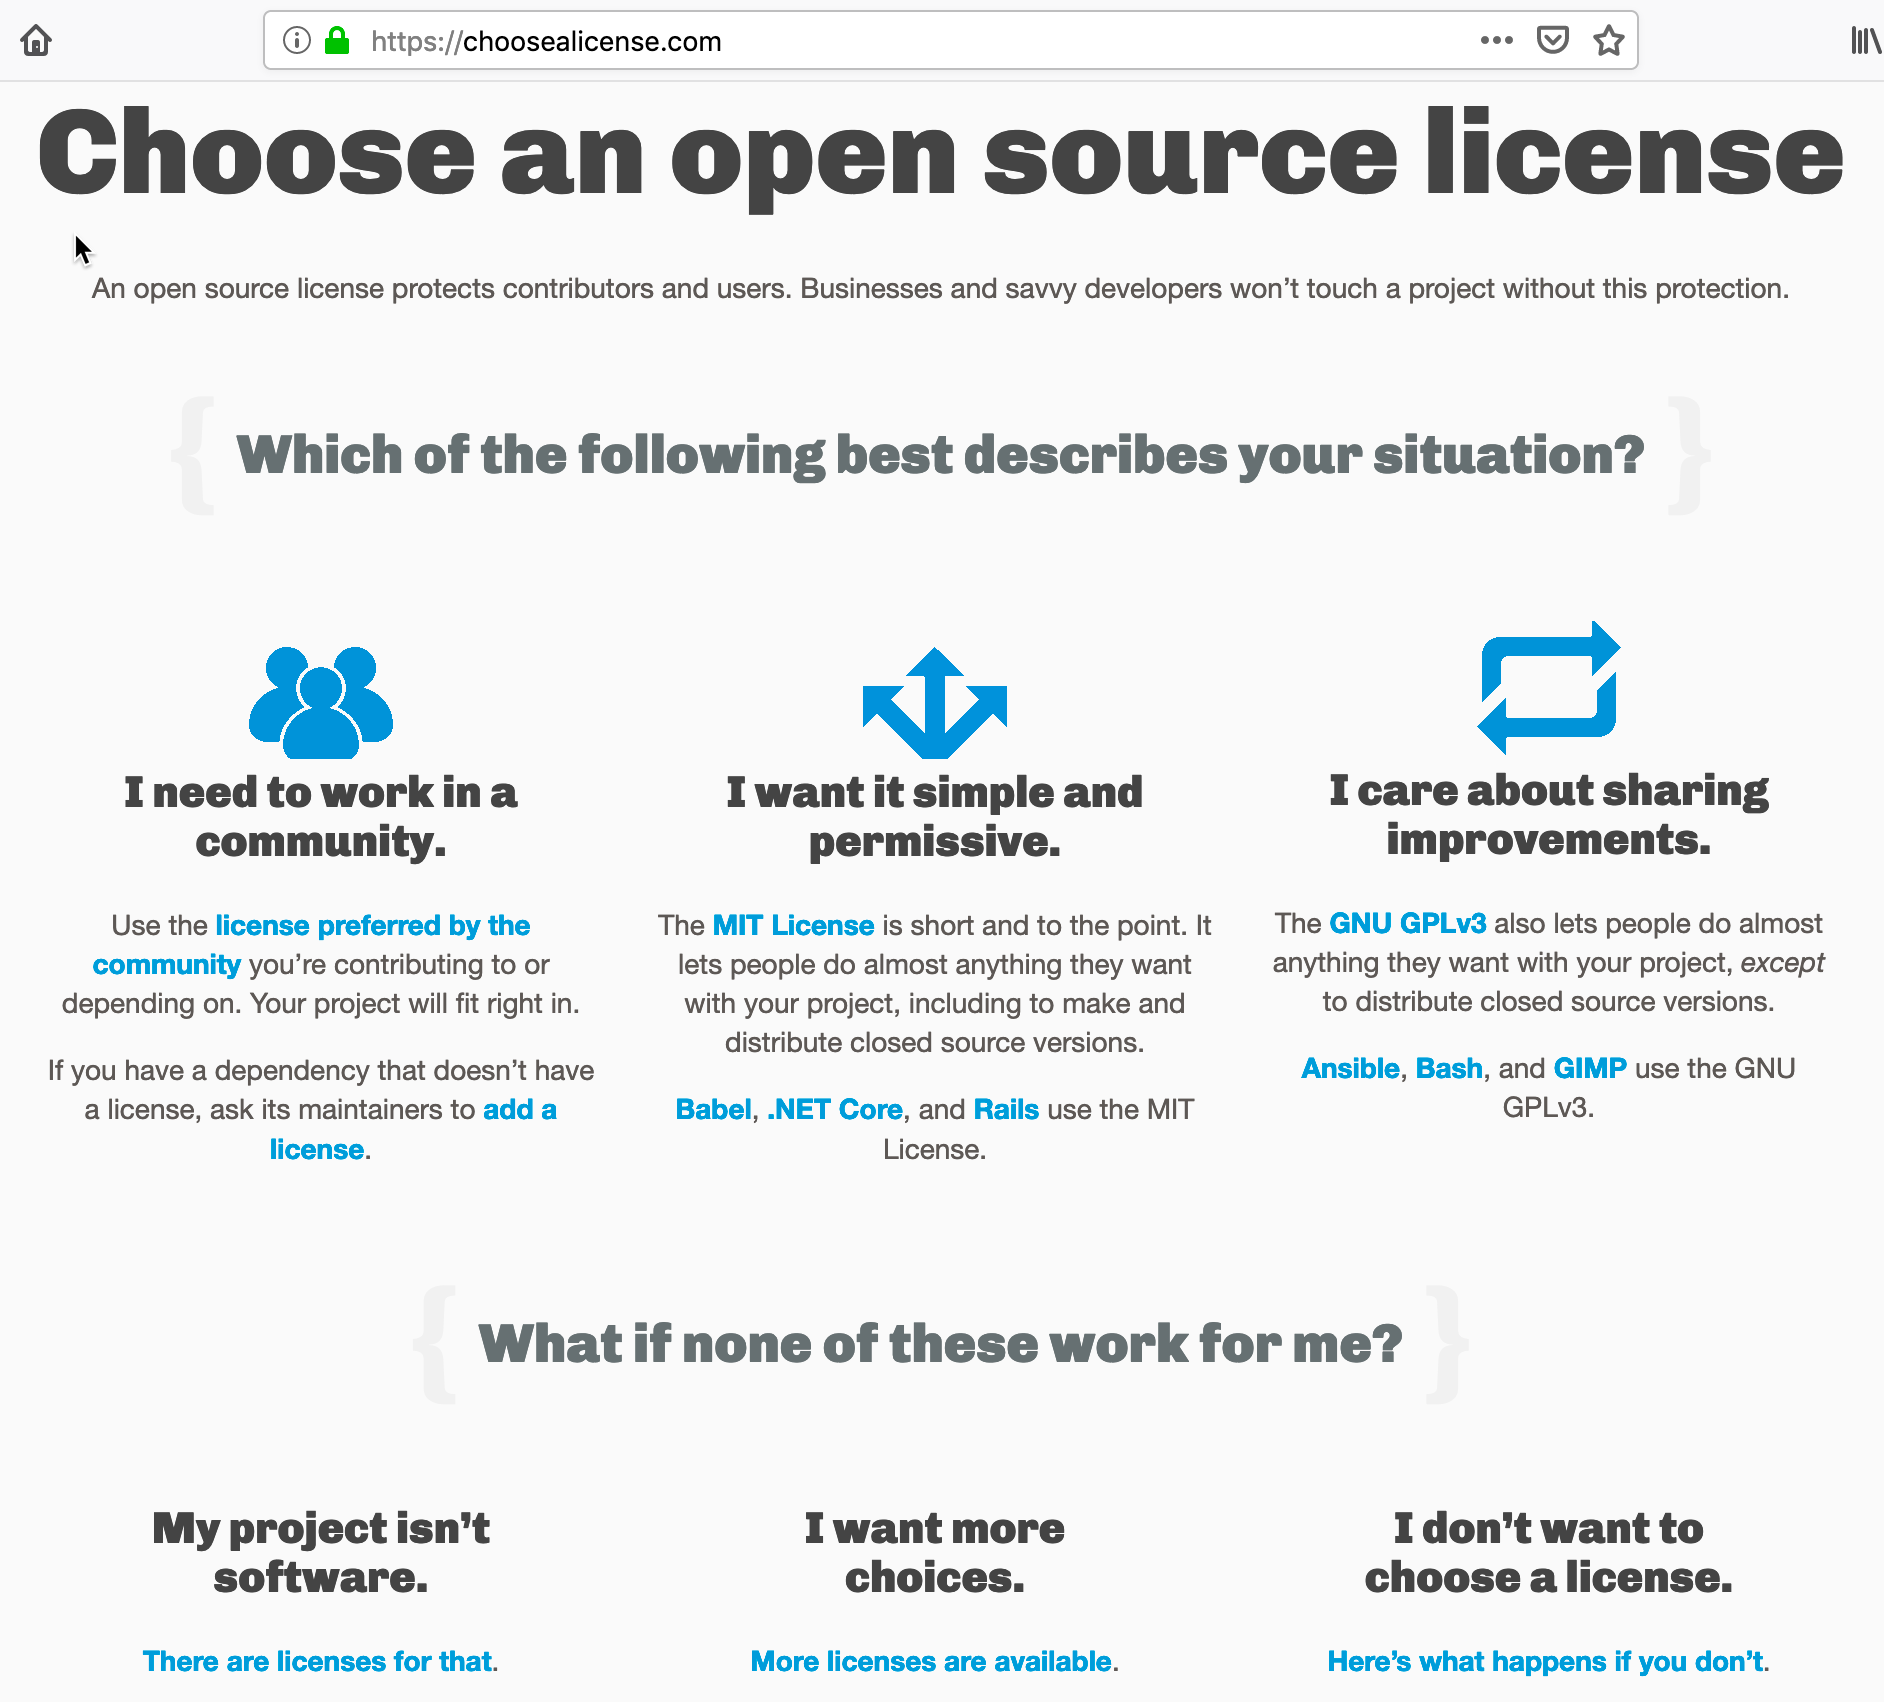 https://choosealicense.com
Choose an open source license
An open source license protects contributors and users. Businesses and savvy developers won’t touch a project without this protection.
{ Which of the following best describes your situation? }
I need to work in a
community.
Use the license preferred by the
community you’re contributing to or
depending on. Your project will fit right in.
If you have a dependency that doesn’t have
a license, ask its maintainers to add a
license.
I want it simple and
permissive.
The MIT License is short and to the point. It
lets people do almost anything they want
with your project, including to make and
distribute closed source versions.
Babel, .NET Core, and Rails use the MIT
License.
I care about sharing
improvements.
The GNU GPLv3 also lets people do almost
anything they want with your project, except
to distribute closed source versions.
Ansible, Bash, and GIMP use the GNU
GPLv3.
{ What if none of these work for me? }
My project isn’t
software.
There are licenses for that.
I want more
choices.
More licenses are available.
I don’t want to
choose a license.
Here’s what happens if you don’t.